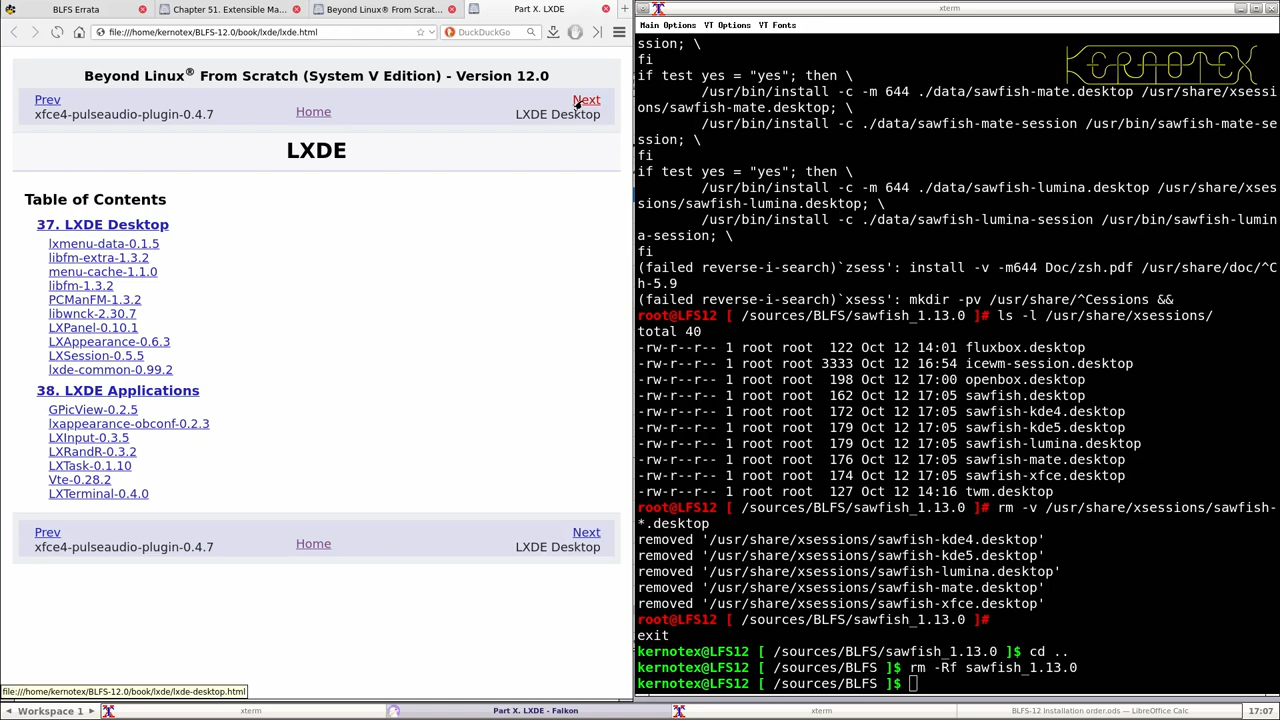 BLFS Errata
Chapter 51. Extensible Ma...
Beyond Linux® From Scrat...
Part X. LXDE
file:///home/kernotex/BLFS-12.0/book/lxde/lxde.html
DuckDuckGo
Beyond Linux® From Scratch (System V Edition) - Version 12.0
Prev
Next
xfce4-pulseaudio-plugin-0.4.7
Home
LXDE Desktop
LXDE
Table of Contents
37. LXDE Desktop
lxmenu-data-0.1.5
libfm-extra-1.3.2
menu-cache-1.1.0
libfm-1.3.2
PCManFM-1.3.2
libwnck-2.30.7
LXPanel-0.10.1
LXAppearance-0.6.3
LXSession-0.5.5
lxde-common-0.99.2
38. LXDE Applications
GPicView-0.2.5
lxappearance-obconf-0.2.3
LXInput-0.3.5
LXRandR-0.3.2
LXTask-0.1.10
Vte-0.28.2
LXTerminal-0.4.0
Prev
Next
xfce4-pulseaudio-plugin-0.4.7
Home
LXDE Desktop
file:///home/kernotex/BLFS-12.0/book/lxde/lxde-desktop.html
xterm
Main Options VT Options VT Fonts
KERNOTEX
ssion; \
fi
if test yes = "yes"; then \
/usr/bin/install -c -m 644 ./data/sawfish-mate.desktop /usr/share/xsessi
ons/sawfish-mate.desktop; \
/usr/bin/install -c ./data/sawfish-mate-session /usr/bin/sawfish-mate-se
ssion; \
fi
if test yes = "yes"; then \
/usr/bin/install -c -m 644 ./data/sawfish-lumina.desktop /usr/share/xses
sions/sawfish-lumina.desktop; \
/usr/bin/install -c ./data/sawfish-lumina-session /usr/bin/sawfish-lumin
a-session; \
fi
(failed reverse-i-search)`zsess': install -v -m644 Doc/zsh.pdf /usr/share/doc/^C
h-5.9
(failed reverse-i-search)`xsess': mkdir -pv /usr/share/^Cessions &&
root@LFS12 [ /sources/BLFS/sawfish_1.13.0 ]# ls -l /usr/share/xsessions/
total 40
-rw-r--r-- 1 root root 122 Oct 12 14:01 fluxbox.desktop
-rw-r--r-- 1 root root 3333 Oct 12 16:54 icewm-session.desktop
-rw-r--r-- 1 root root 198 Oct 12 17:00 openbox.desktop
-rw-r--r-- 1 root root 162 Oct 12 17:05 sawfish.desktop
-rw-r--r-- 1 root root 172 Oct 12 17:05 sawfish-kde4.desktop
-rw-r--r-- 1 root root 179 Oct 12 17:05 sawfish-kde5.desktop
-rw-r--r-- 1 root root 179 Oct 12 17:05 sawfish-lumina.desktop
-rw-r--r-- 1 root root 176 Oct 12 17:05 sawfish-mate.desktop
-rw-r--r-- 1 root root 174 Oct 12 17:05 sawfish-xfce.desktop
-rw-r--r-- 1 root root 127 Oct 12 14:16 twm.desktop
root@LFS12 [ /sources/BLFS/sawfish_1.13.0 ]# rm -v /usr/share/xsessions/sawfish-
*.desktop
removed '/usr/share/xsessions/sawfish-kde4.desktop'
removed '/usr/share/xsessions/sawfish-kde5.desktop'
removed '/usr/share/xsessions/sawfish-lumina.desktop'
removed '/usr/share/xsessions/sawfish-mate.desktop'
removed '/usr/share/xsessions/sawfish-xfce.desktop'
root@LFS12 [ /sources/BLFS/sawfish_1.13.0 ]#
exit
kernotex@LFS12 [ /sources/BLFS/sawfish_1.13.0 ]$ cd ..
kernotex@LFS12 [ /sources/BLFS ]$ rm -Rf sawfish_1.13.0
kernotex@LFS12 [ /sources/BLFS ]$
Workspace 1
xterm
Part X. LXDE - Falkon
xterm
BLFS-12 Installation order.ods — LibreOffice Calc
17:07